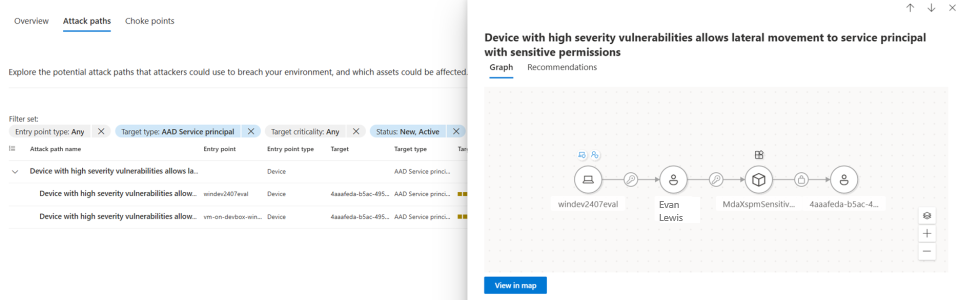 Overview Attack paths Choke points
Explore the potential attack paths that attackers could use to breach your environment, and which assets could be affected.
Filter set:
Entry point type: Any Target type: AAD Service principal Target criticality: Any Status: New, Active
Attack path name Entry point Entry point type Target Target type Tar
Device with high severity vulnerabilities allows la... Device AAD Service princi...
Device with high severity vulnerabilities allow... windev2407eval Device 4aaafeda-b5ac-495... AAD Service princi...
Device with high severity vulnerabilities allow... vm-on-devbox-win... Device 4aaafeda-b5ac-495... AAD Service princi...
Device with high severity vulnerabilities allows lateral movement to service principal
with sensitive permissions
Graph Recommendations
windev2407eval Evan MdaXspmSensitiv... 4aaafeda-b5ac-4...
Lewis
View in map